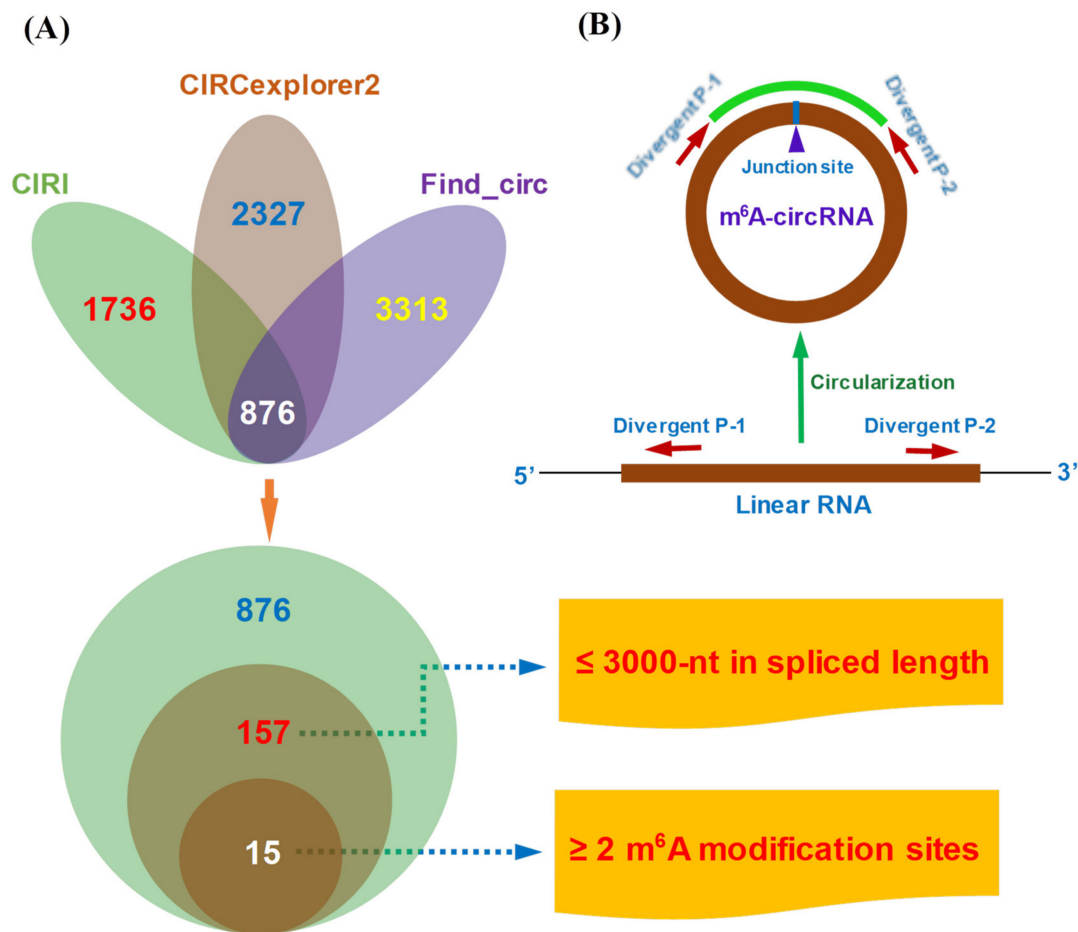 (A)
CIRCexplorer2
CIRI
Find_circ
2327
1736
3313
876
876
157
15
≤ 3000-nt in spliced length
≥ 2 m⁶A modification sites
(B)
Divergent P-1
Divergent P-2
Junction site
m⁶A-circRNA
Circularization
Divergent P-1
Divergent P-2
5’
3’
Linear RNA